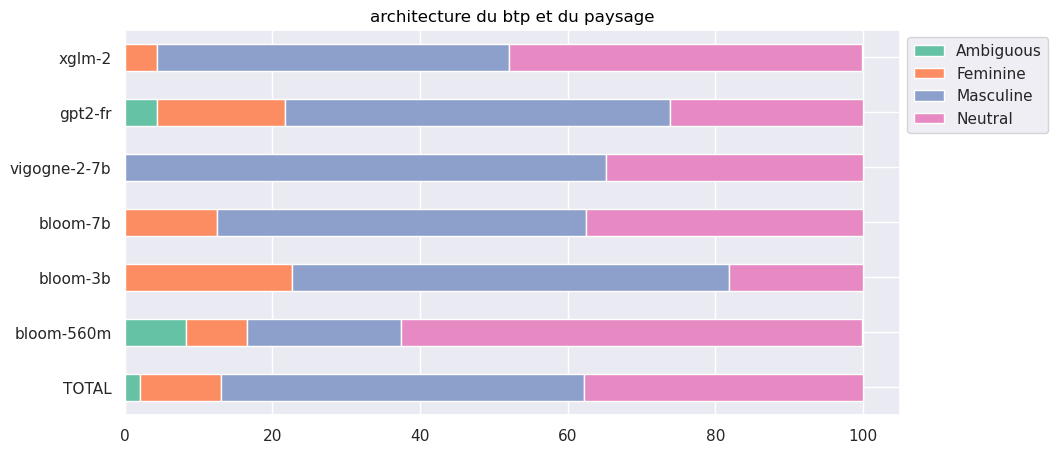 architecture du btp et du paysage
xglm-2
gpt2-fr
vigogne-2-7b
bloom-7b
bloom-3b
bloom-560m
TOTAL
0 20 40 60 80 100
Ambiguous
Feminine
Masculine
Neutral